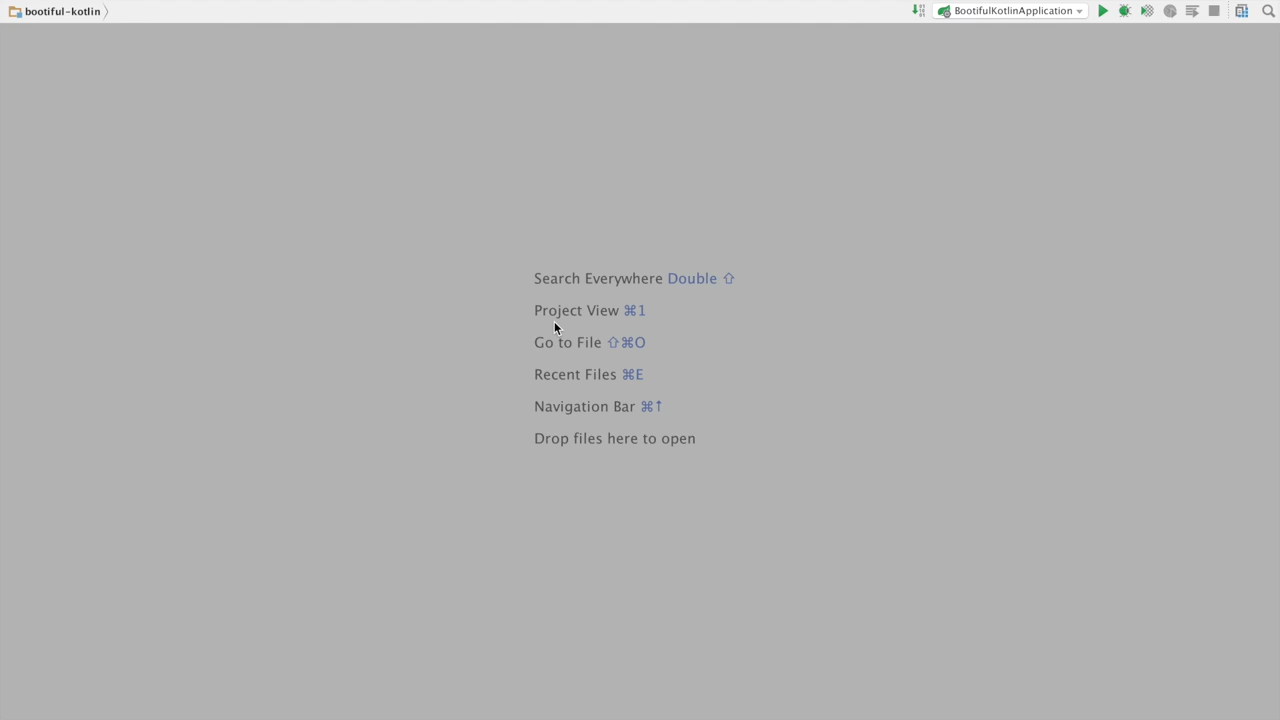 bootiful-kotlin
BootifulKotlinApplication
Search Everywhere Double ⇧
Project View ⌘1
Go to File ⇧⌘O
Recent Files ⌘E
Navigation Bar ⌘↑
Drop files here to open